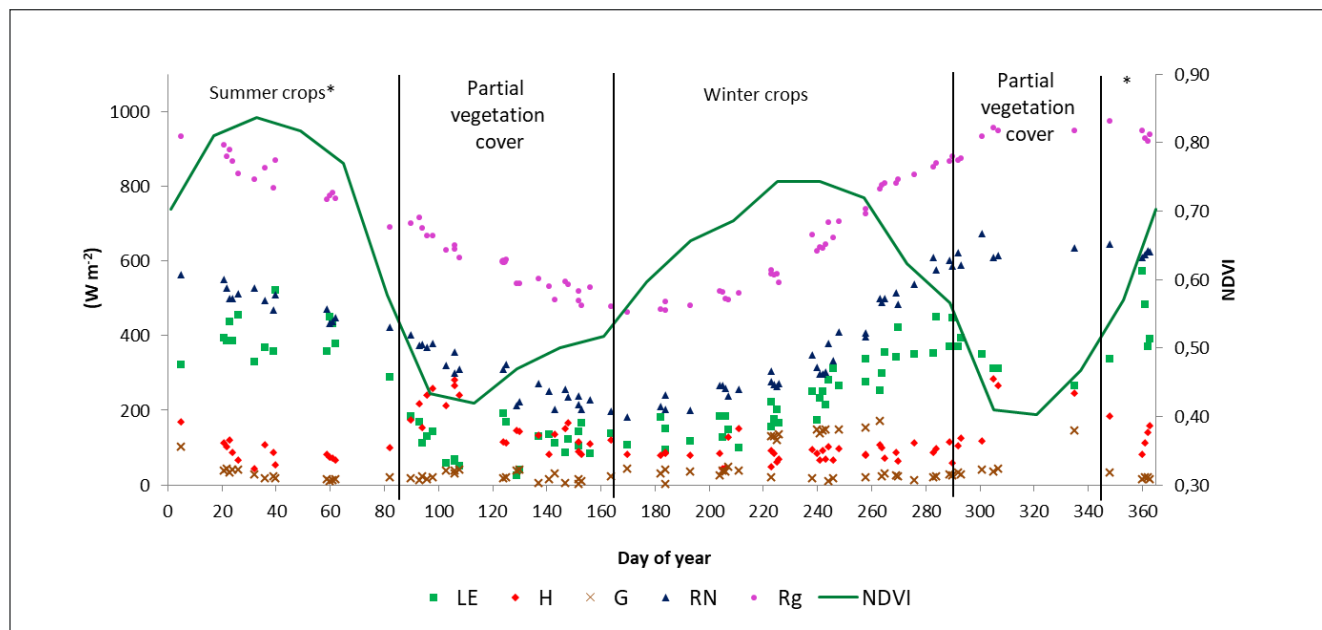 Summer crops*
Partial
vegetation
cover
Winter crops
Partial
vegetation
cover
*
(W m-2)
1000
800
600
400
200
0
0,90
0,80
0,70
0,60
0,50
0,40
0,30
NDVI
0 20 40 60 80 100 120 140 160 180 200 220 240 260 280 300 320 340 360
Day of year
LE H G RN Rg NDVI